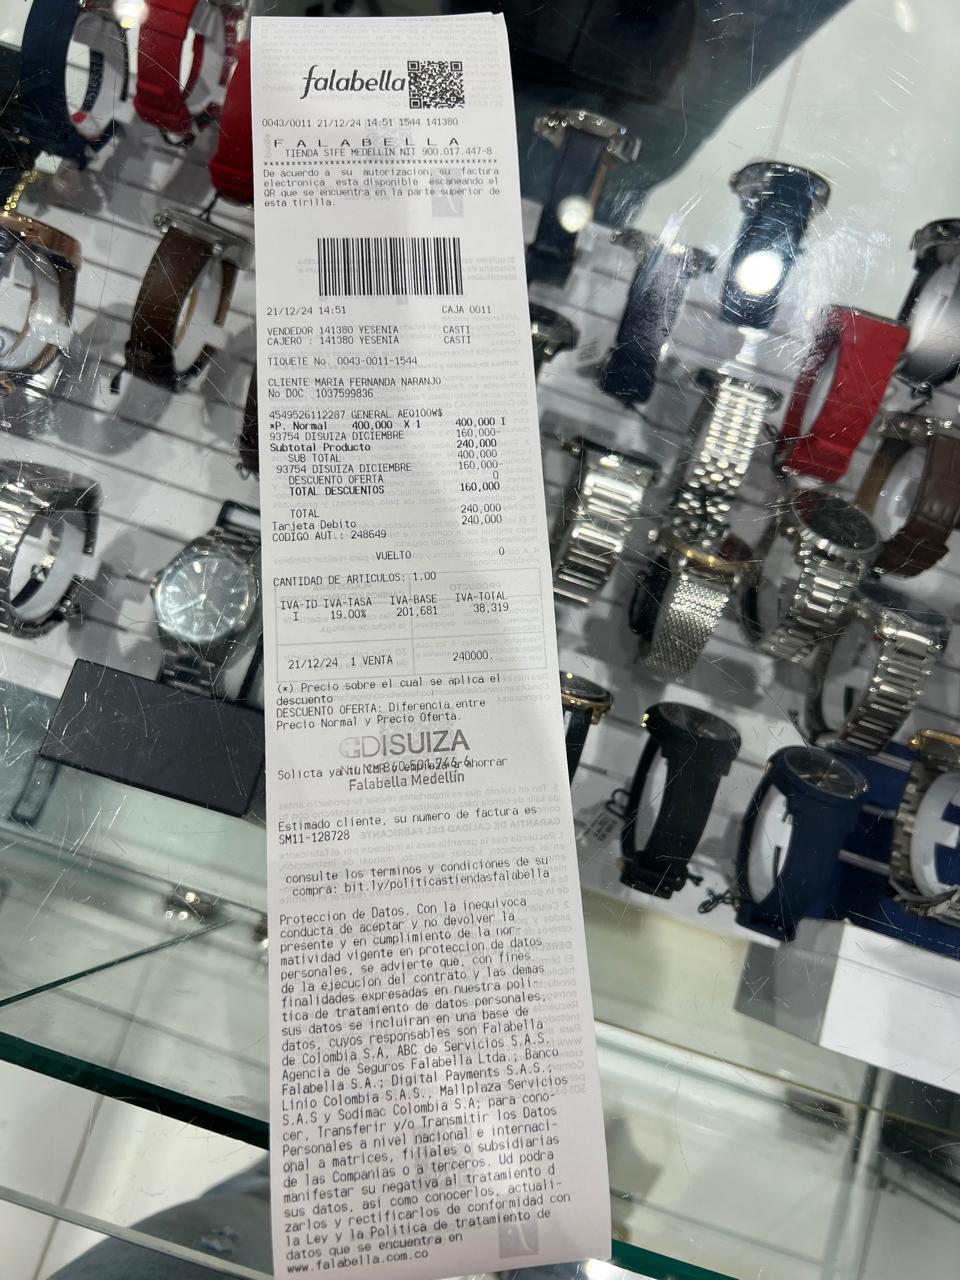 falabella
0043/0011 21/12/24 14:51 1544 141380
F A L A B E L L A
TIENDA STFE MEDELLIN NIT 900.017.447-8
****************************************
De acuerdo a su autorizacion, su factura
electronica esta disponible escaneando el
QR que se encuentra en la parte superior de
esta tirilla.
21/12/24 14:51 CAJA 0011
VENDEDOR 141380 YESENIA CASTI
CAJERO : 141380 YESENIA CASTI
TIQUETE No. 0043-0011-1544
CLIENTE MARIA FERNANDA NARANJO
No DOC 1037599836
4549526112287 GENERAL AEQ100W$
*P. Normal 400,000 X 1 400,000 I
93754 DISUIZA DICIEMBRE 160,000-
Subtotal Producto 240,000
SUB TOTAL 400,000
93754 DISUIZA DICIEMBRE 160,000-
DESCUENTO OFERTA 0
TOTAL DESCUENTOS 160,000
TOTAL 240,000
Tarjeta Debito 240,000
CODIGO AUT.: 248649
VUELTO 0
CANTIDAD DE ARTICULOS: 1.00
IVA-ID IVA-TASA IVA-BASE IVA-TOTAL
I 19.00% 201,681 38,319
21/12/24 1 VENTA 240000.
(*) Precio sobre el cual se aplica el
descuento
DESCUENTO OFERTA: Diferencia entre
Precio Normal y Precio Oferta.
DISUIZA
Solicita ya tu CMR y empieza a ahorrar
Falabella Medellín
Estimado cliente, su numero de factura es:
SM11-128728
consulte los terminos y condiciones de su
compra: bit.ly/politicastiendasfalabella
Proteccion de Datos. Con la inequivoca
conducta de aceptar y no devolver la
presente y en cumplimiento de la nor-
matividad vigente en proteccion de datos
personales, se advierte que, con fines
de la ejecucion del contrato y las demas
finalidades expresadas en nuestra poli-
tica de tratamiento de datos personales,
sus datos se incluiran en una base de
datos, cuyos responsables son Falabella
de Colombia S.A, ABC de Servicios S.A.S.
Agencia de Seguros Falabella Ltda.; Banco
Falabella S.A.; Digital Payments S.A.S.;
Linio Colombia S.A.S., Mallplaza Servicios
S.A.S y Sodimac Colombia S.A; para cono-
cer, Transferir y/o Transmitir los Datos
Personales a nivel nacional e internaci-
onal a matrices, filiales o subsidiarias
de las Companias o a terceros. Ud podra
manifestar su negativa al tratamiento d
sus datos, asi como conocerlos, actuali-
zarlos y rectificarlos de conformidad con
la Ley y la Politica de tratamiento de
datos que se encuentra en
www.falabella.com.co